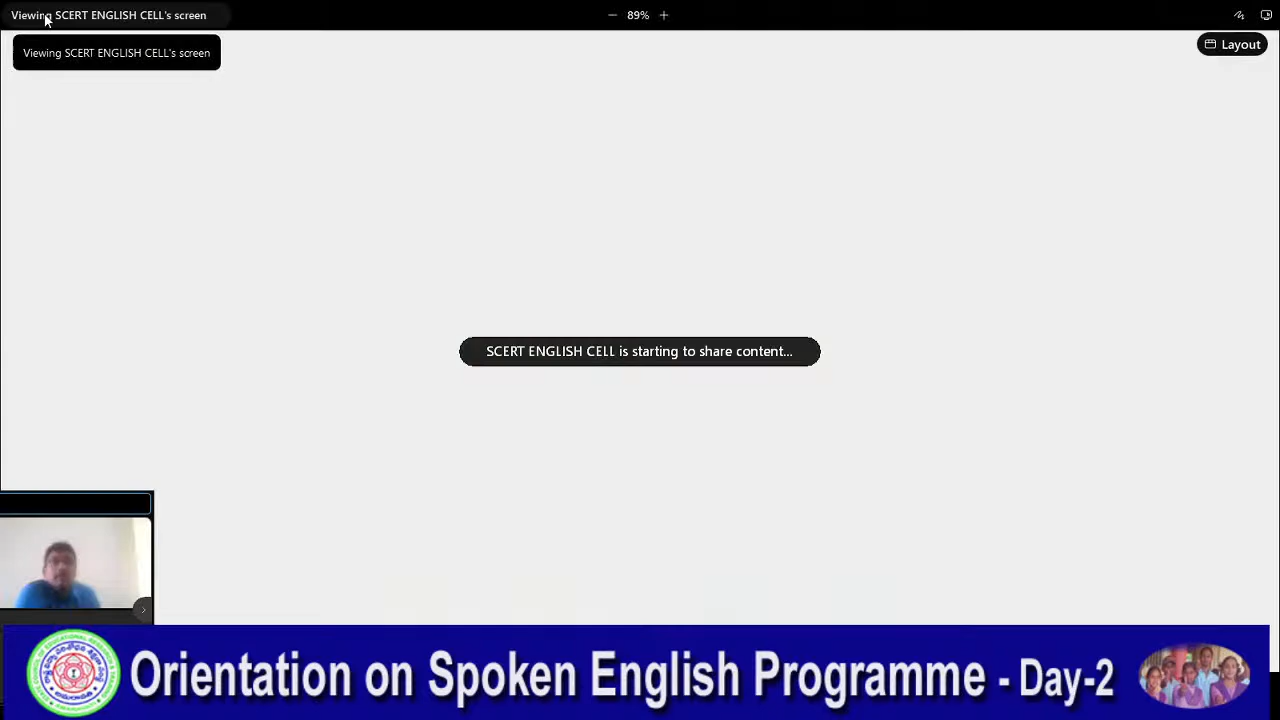 Viewing SCERT ENGLISH CELL's screen
89%
Viewing SCERT ENGLISH CELL's screen
Layout
SCERT ENGLISH CELL is starting to share content...
Orientation on Spoken English Programme - Day-2